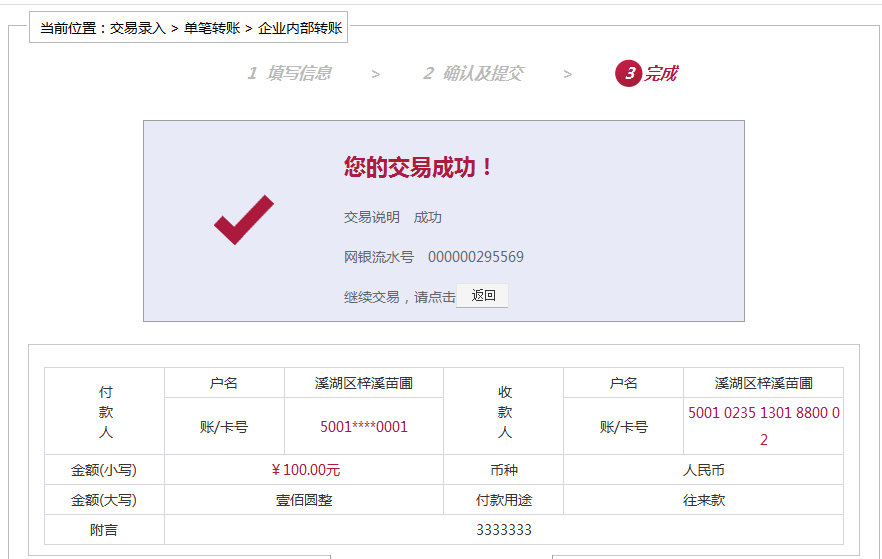 当前位置：交易录入 > 单笔转账 > 企业内部转账
1 填写信息 > 2 确认及提交 > 3 完成
您的交易成功！
交易说明 成功
网银流水号 000000295569
继续交易，请点击 返回
付款人 户名 溪湖区梓溪苗圃 收款人 户名 溪湖区梓溪苗圃
账/卡号 5001****0001 账/卡号 5001 0235 1301 8800 0
2
金额(小写) ￥100.00元 币种 人民币
金额(大写) 壹佰圆整 付款用途 往来款
附言 3333333